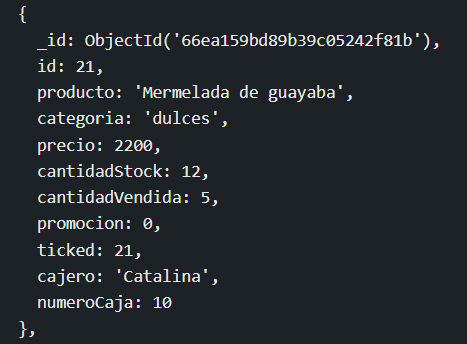 {
_id: ObjectId('66ea159bd89b39c05242f81b'),
id: 21,
producto: 'Mermelada de guayaba',
categoria: 'dulces',
precio: 2200,
cantidadStock: 12,
cantidadVendida: 5,
promocion: 0,
ticked: 21,
cajero: 'Catalina',
numeroCaja: 10
},